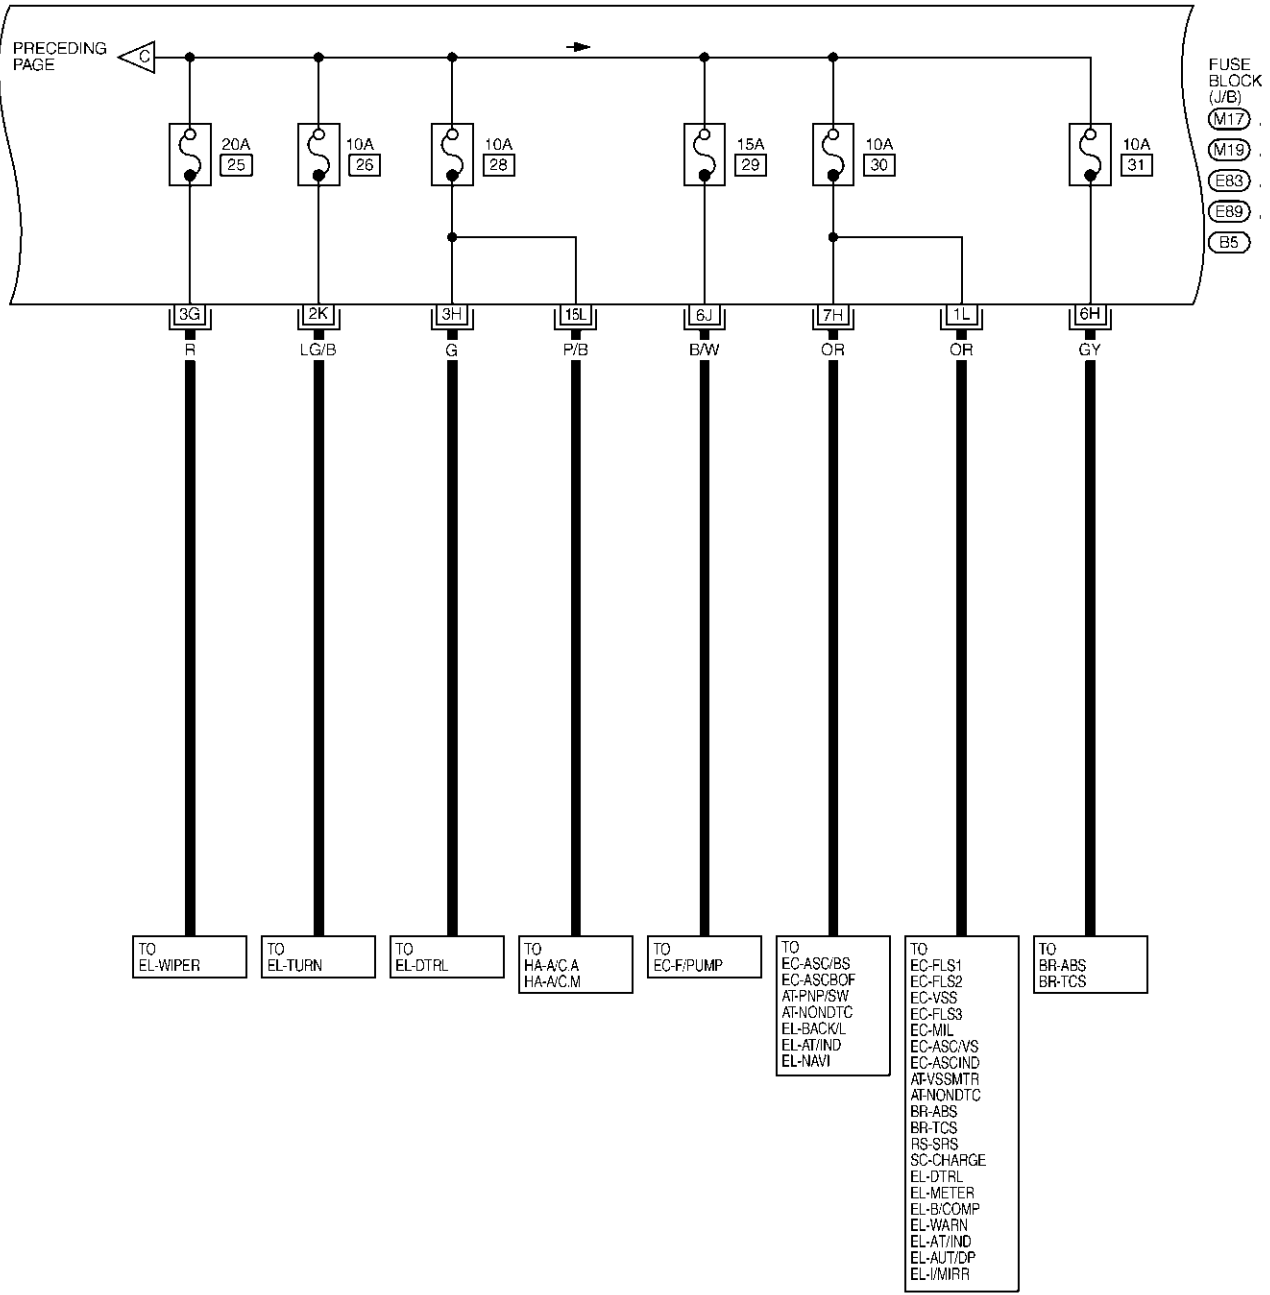 PRECEDING
PAGE
C
FUSE
BLOCK
(J/B)
M17 ,
M19 ,
E83 ,
E89 ,
B5
20A
25
10A
26
10A
28
15A
29
10A
30
10A
31
3G
2K
3H
15L
6J
7H
1L
6H
R
LG/B
G
P/B
B/W
OR
OR
GY
TO
EL-WIPER
TO
EL-TURN
TO
EL-DTRL
TO
HA-A/C.A
HA-A/C.M
TO
EC-F/PUMP
TO
EC-ASC/BS
EC-ASCBOF
AT-PNP/SW
AT-NONDTC
EL-BACK/L
EL-AT/IND
EL-NAVI
TO
EC-FLS1
EC-FLS2
EC-VSS
EC-FLS3
EC-MIL
EC-ASC/VS
EC-ASCIND
AT-VSSMTR
AT-NONDTC
BR-ABS
BR-TCS
RS-SRS
SC-CHARGE
EL-DTRL
EL-METER
EL-B/COMP
EL-WARN
EL-AT/IND
EL-AUT/DP
EL-I/MIRR
TO
BR-ABS
BR-TCS